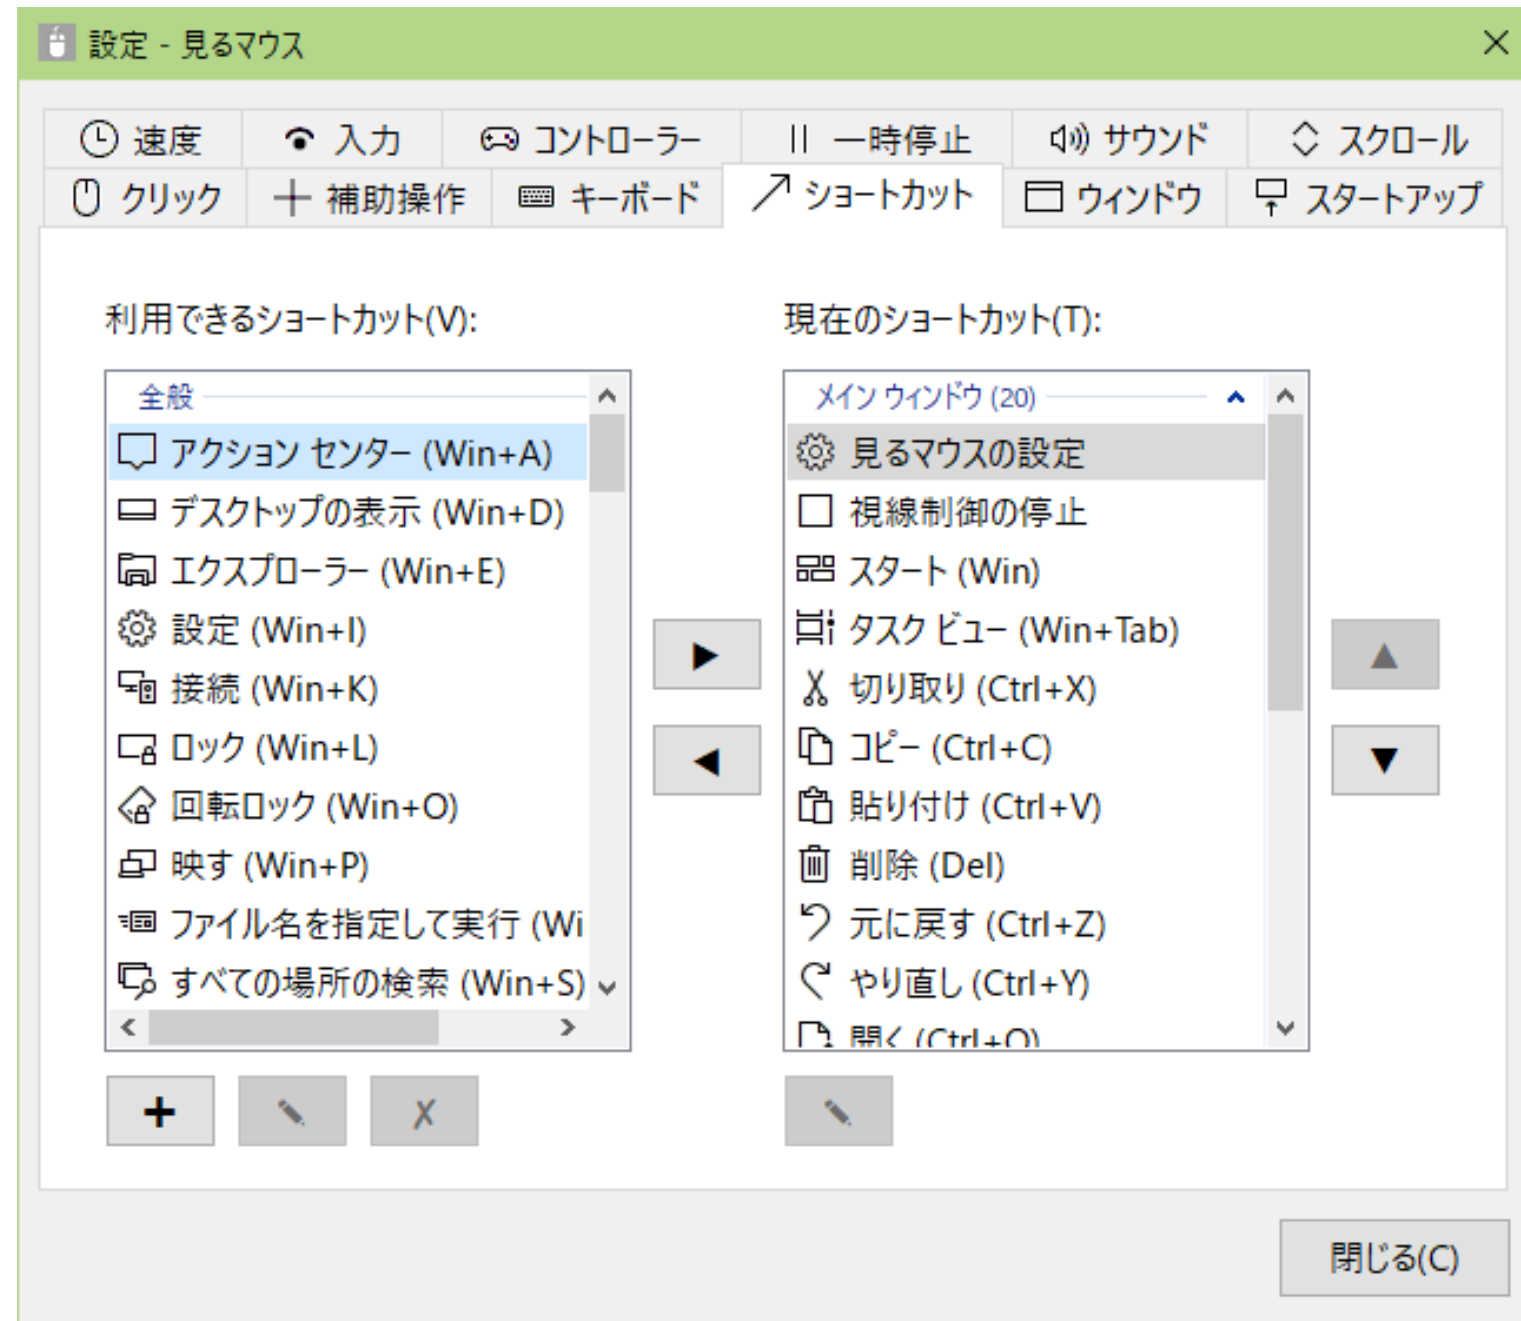 設定 - 見るマウス
速度 入力 コントローラー 一時停止 サウンド スクロール
クリック 補助操作 キーボード ショートカット ウィンドウ スタートアップ
利用できるショートカット(V):
全般
アクション センター (Win+A)
デスクトップの表示 (Win+D)
エクスプローラー (Win+E)
設定 (Win+I)
接続 (Win+K)
ロック (Win+L)
回転ロック (Win+O)
映す (Win+P)
ファイル名を指定して実行 (Wi
すべての場所の検索 (Win+S)
現在のショートカット(T):
メイン ウィンドウ (20)
見るマウスの設定
視線制御の停止
スタート (Win)
タスク ビュー (Win+Tab)
切り取り (Ctrl+X)
コピー (Ctrl+C)
貼り付け (Ctrl+V)
削除 (Del)
元に戻す (Ctrl+Z)
やり直し (Ctrl+Y)
開く (Ctrl+O)
閉じる(C)